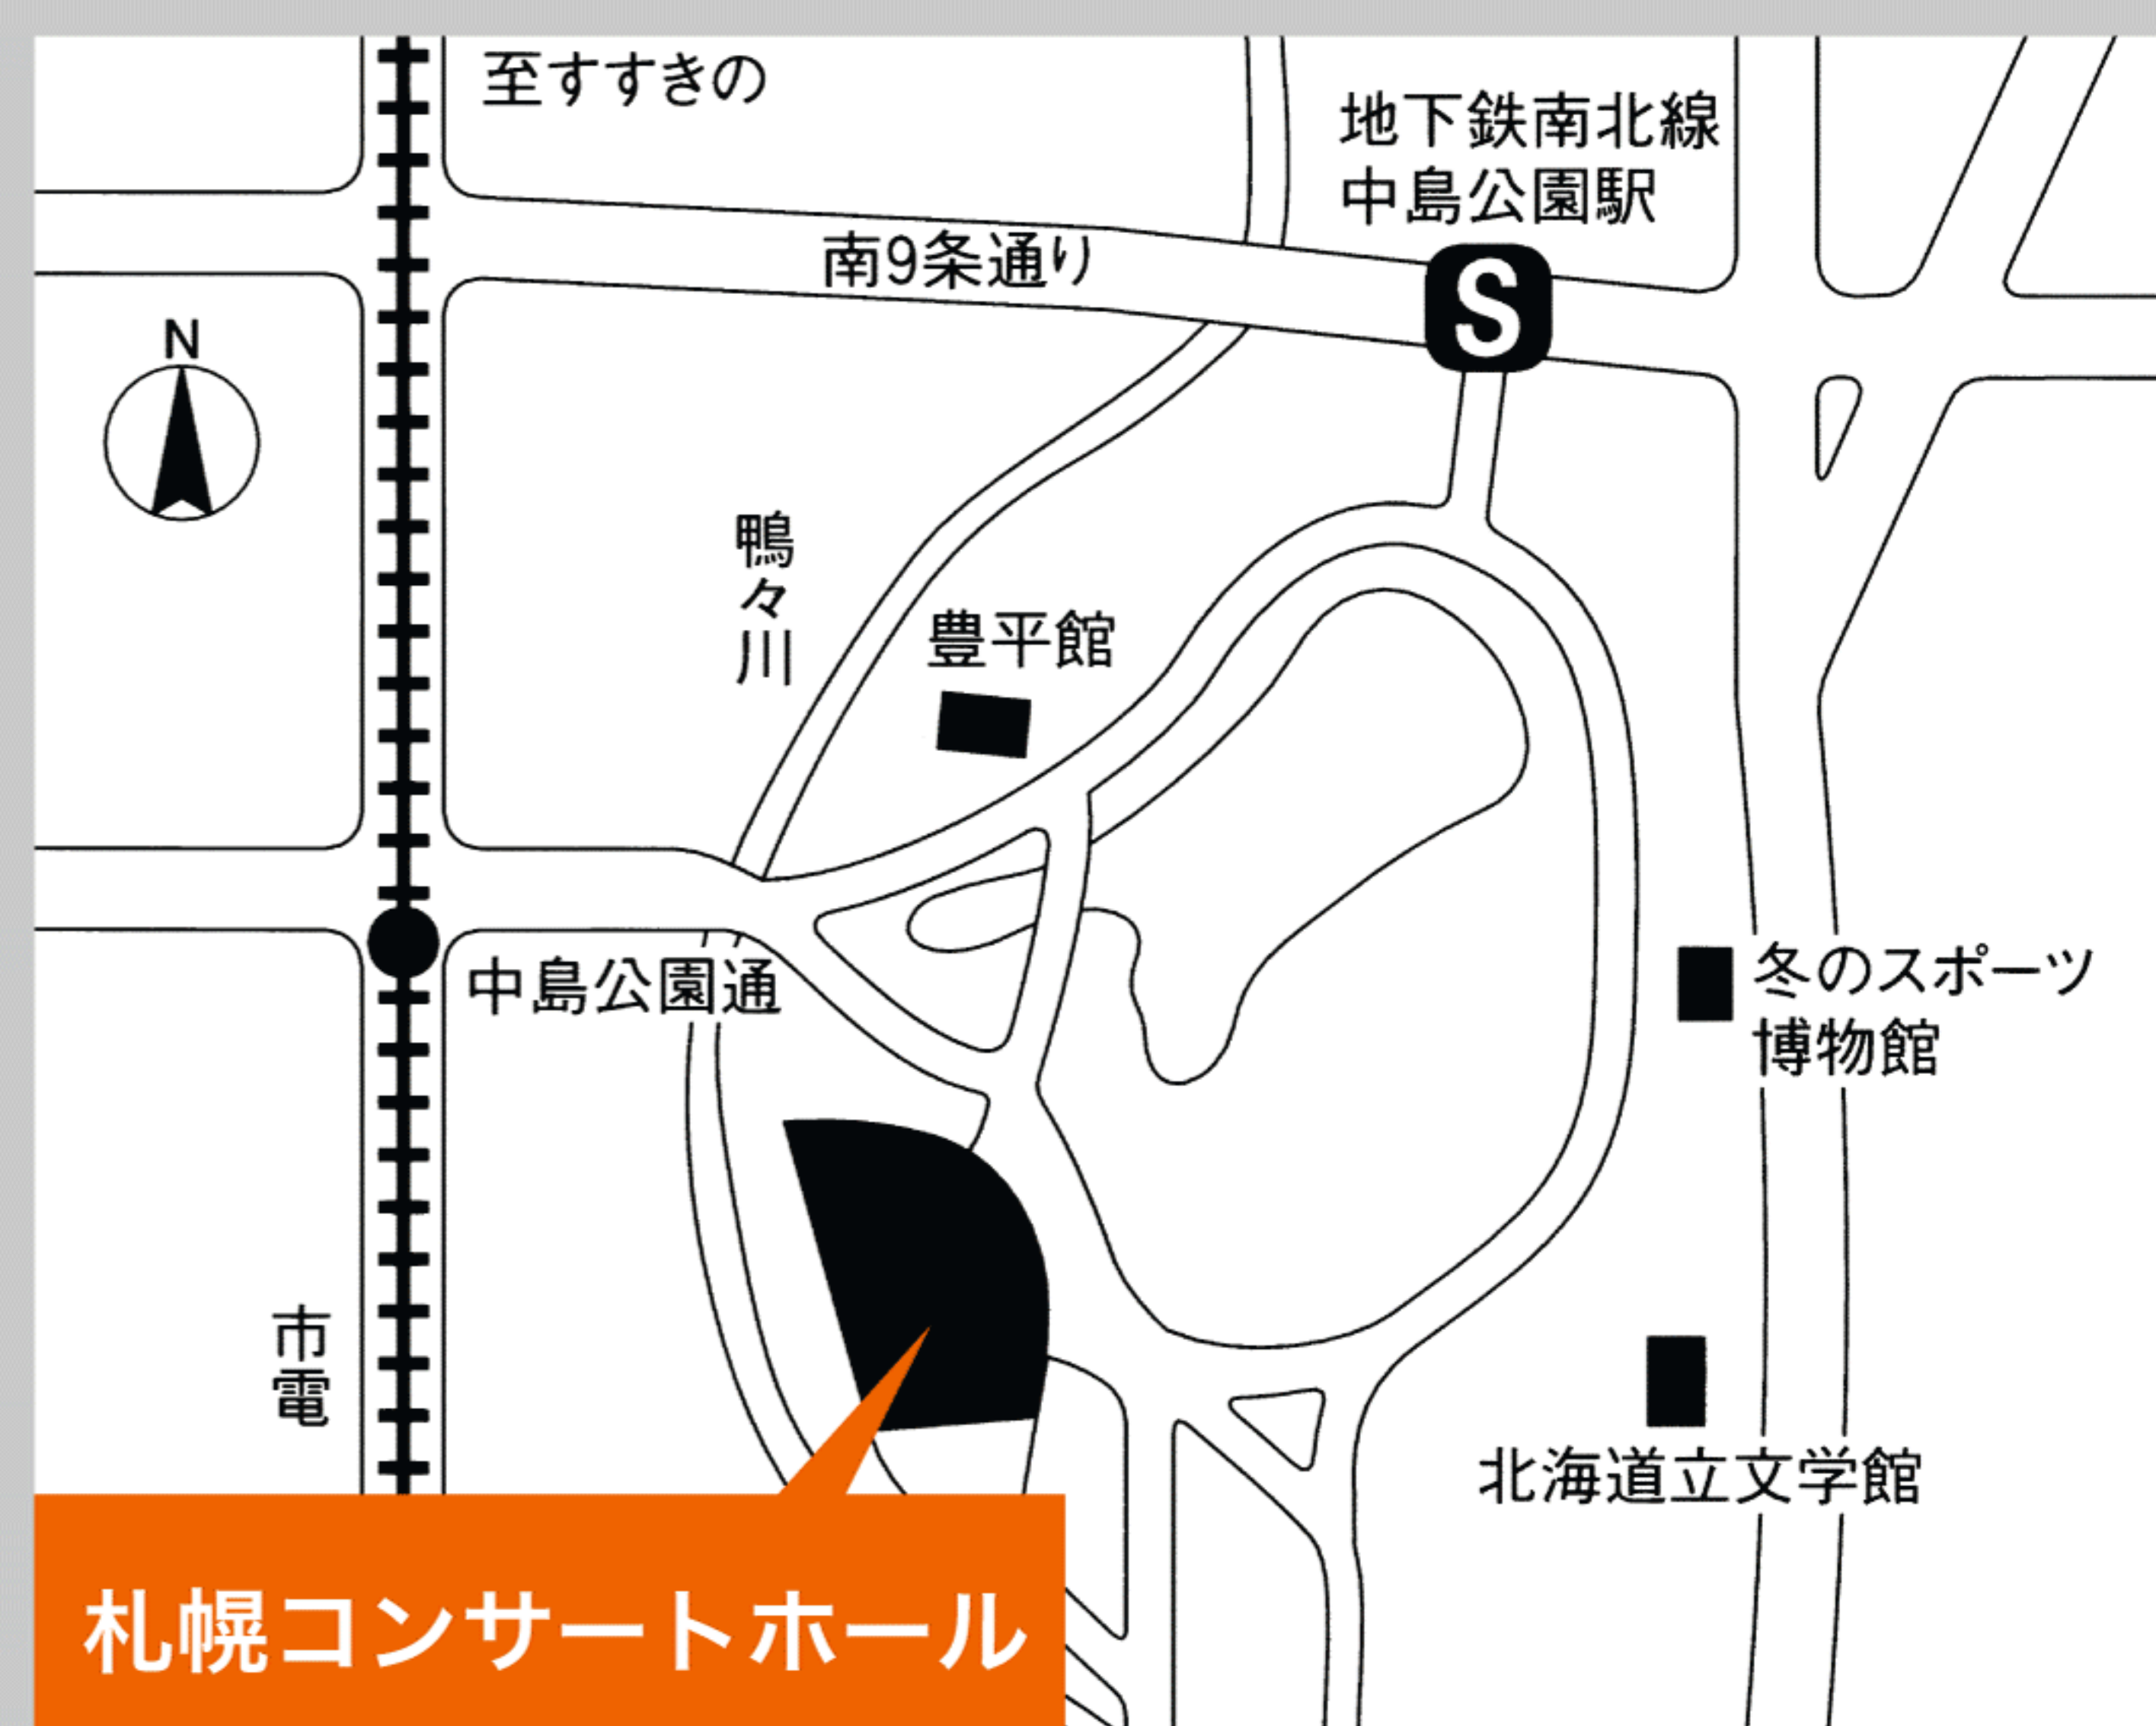 至すすきの
地下鉄南北線
中島公園駅
南9条通り
S
N
鴨々川
豊平館
中島公園通
冬のスポーツ
博物館
市電
北海道立文学館
札幌コンサートホール